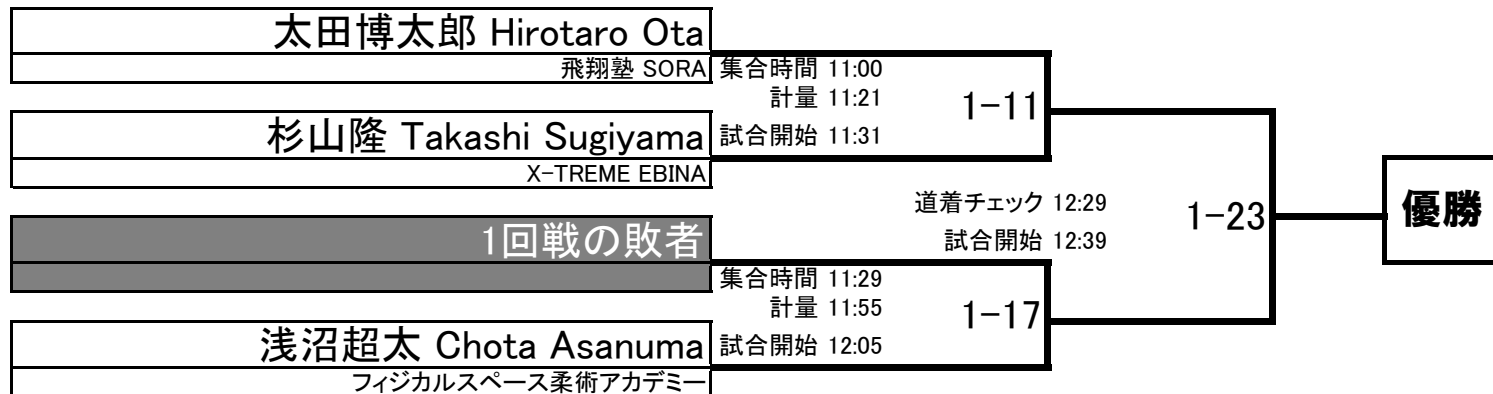 太田博太郎 Hirotaro Ota
飛翔塾 SORA
集合時間 11:00
計量 11:21
1-11
杉山隆 Takashi Sugiyama
試合開始 11:31
X-TREME EBINA
道着チェック 12:29
1-23
優勝
1回戦の敗者
試合開始 12:39
集合時間 11:29
計量 11:55
1-17
浅沼超太 Chota Asanuma
試合開始 12:05
フィジカルスペース柔術アカデミー